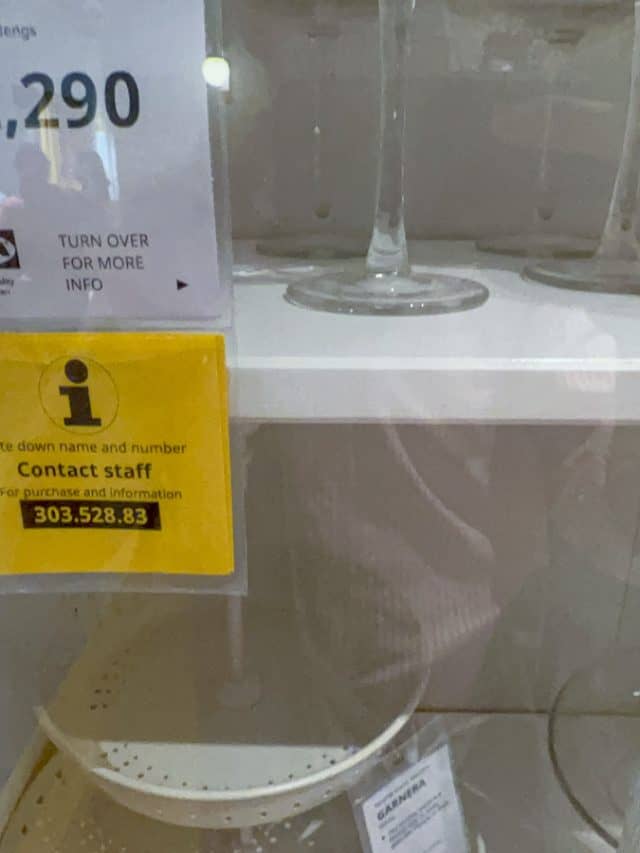 ,290
TURN OVER
FOR MORE
INFO
te down name and number
Contact staff
For purchase and information
303.528.83
GARNERA